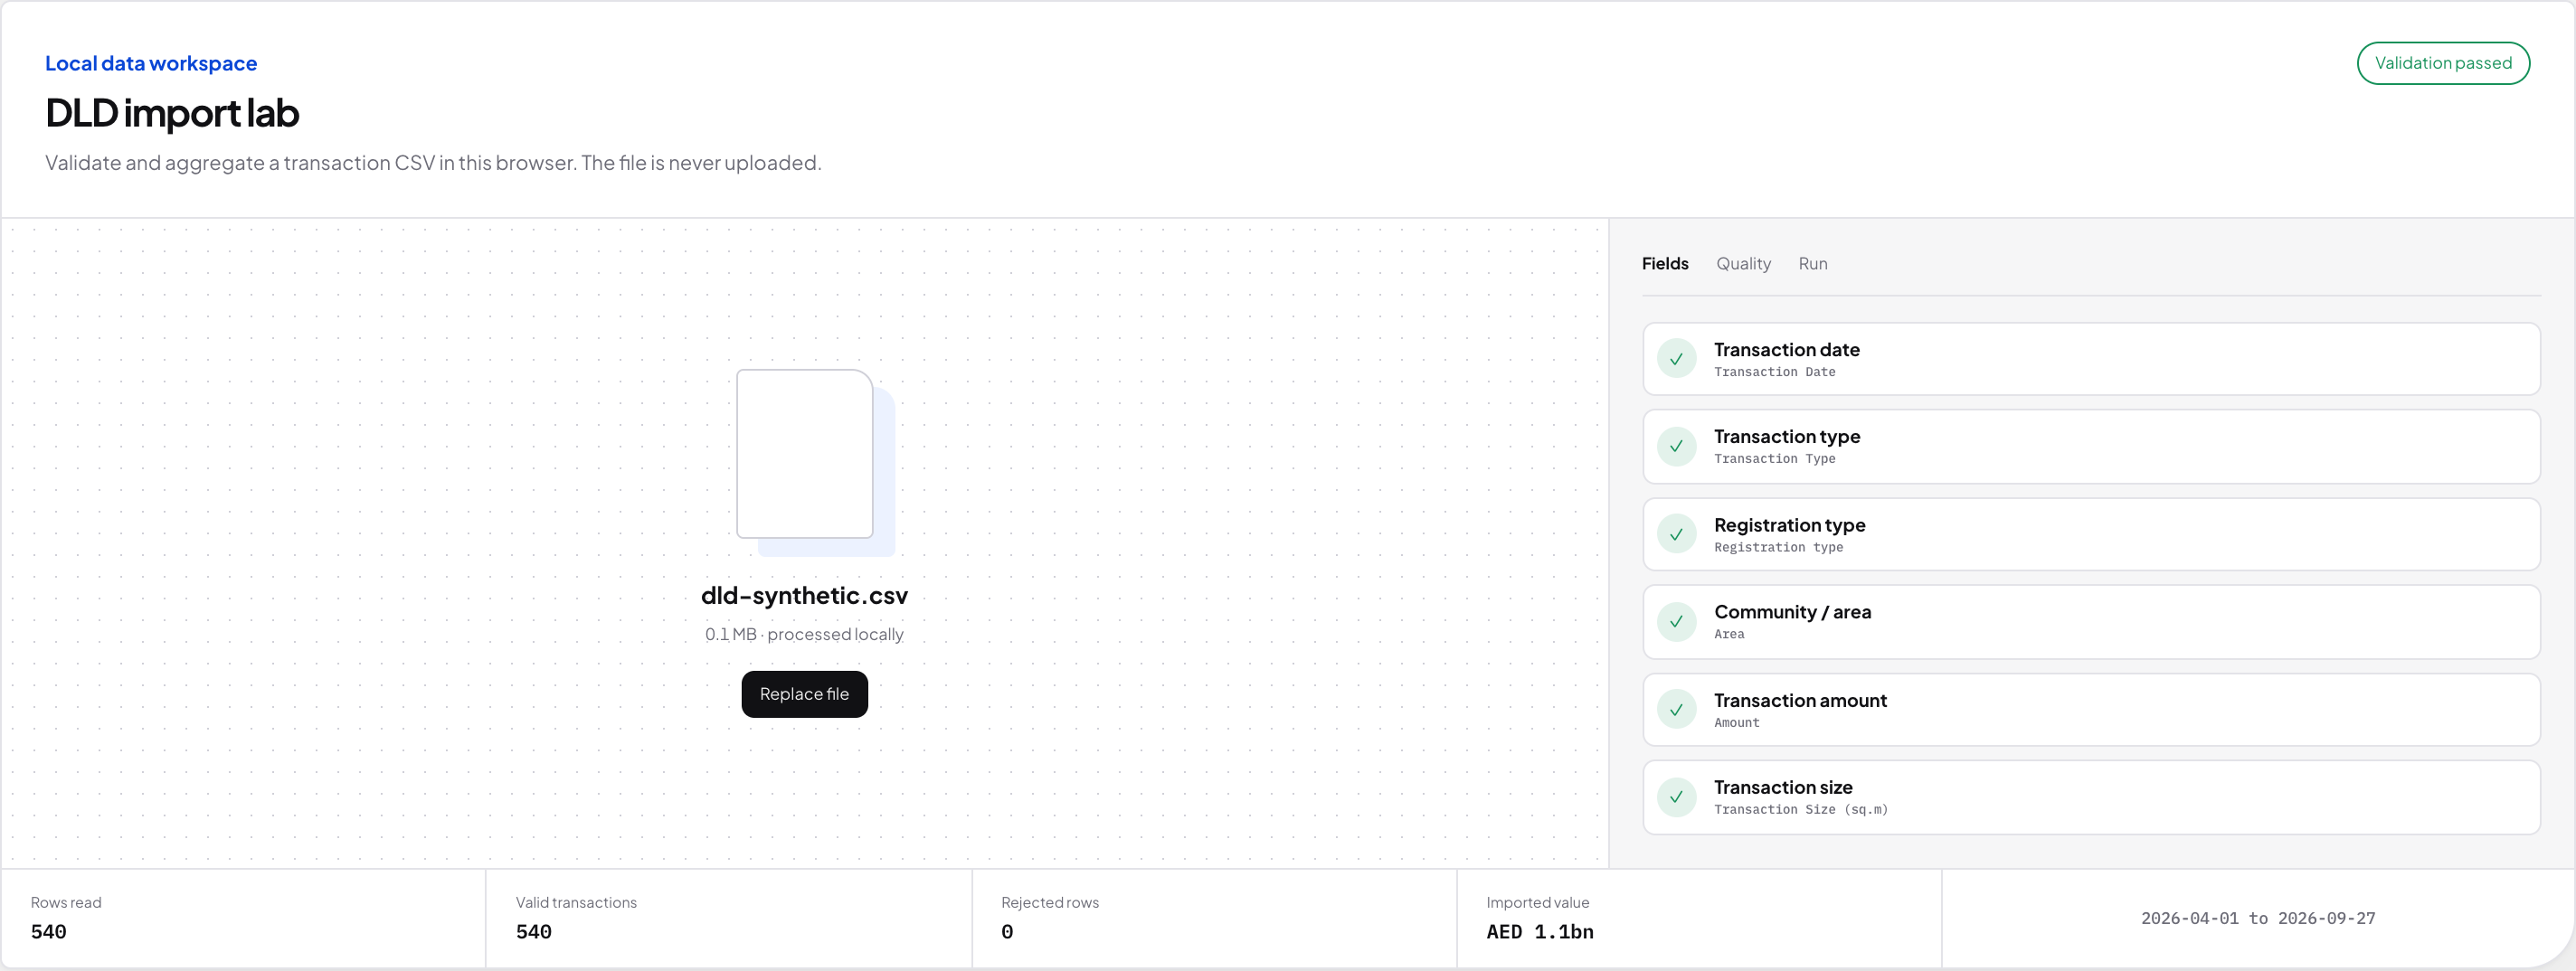 Local data workspace
Validation passed
DLD import lab
Validate and aggregate a transaction CSV in this browser. The file is never uploaded.
dld-synthetic.csv
0.1 MB · processed locally
Replace file
Fields Quality Run
Transaction date
Transaction Date
Transaction type
Transaction Type
Registration type
Registration type
Community / area
Area
Transaction amount
Amount
Transaction size
Transaction Size (sq.m)
Rows read
540
Valid transactions
540
Rejected rows
0
Imported value
AED 1.1bn
2026-04-01 to 2026-09-27